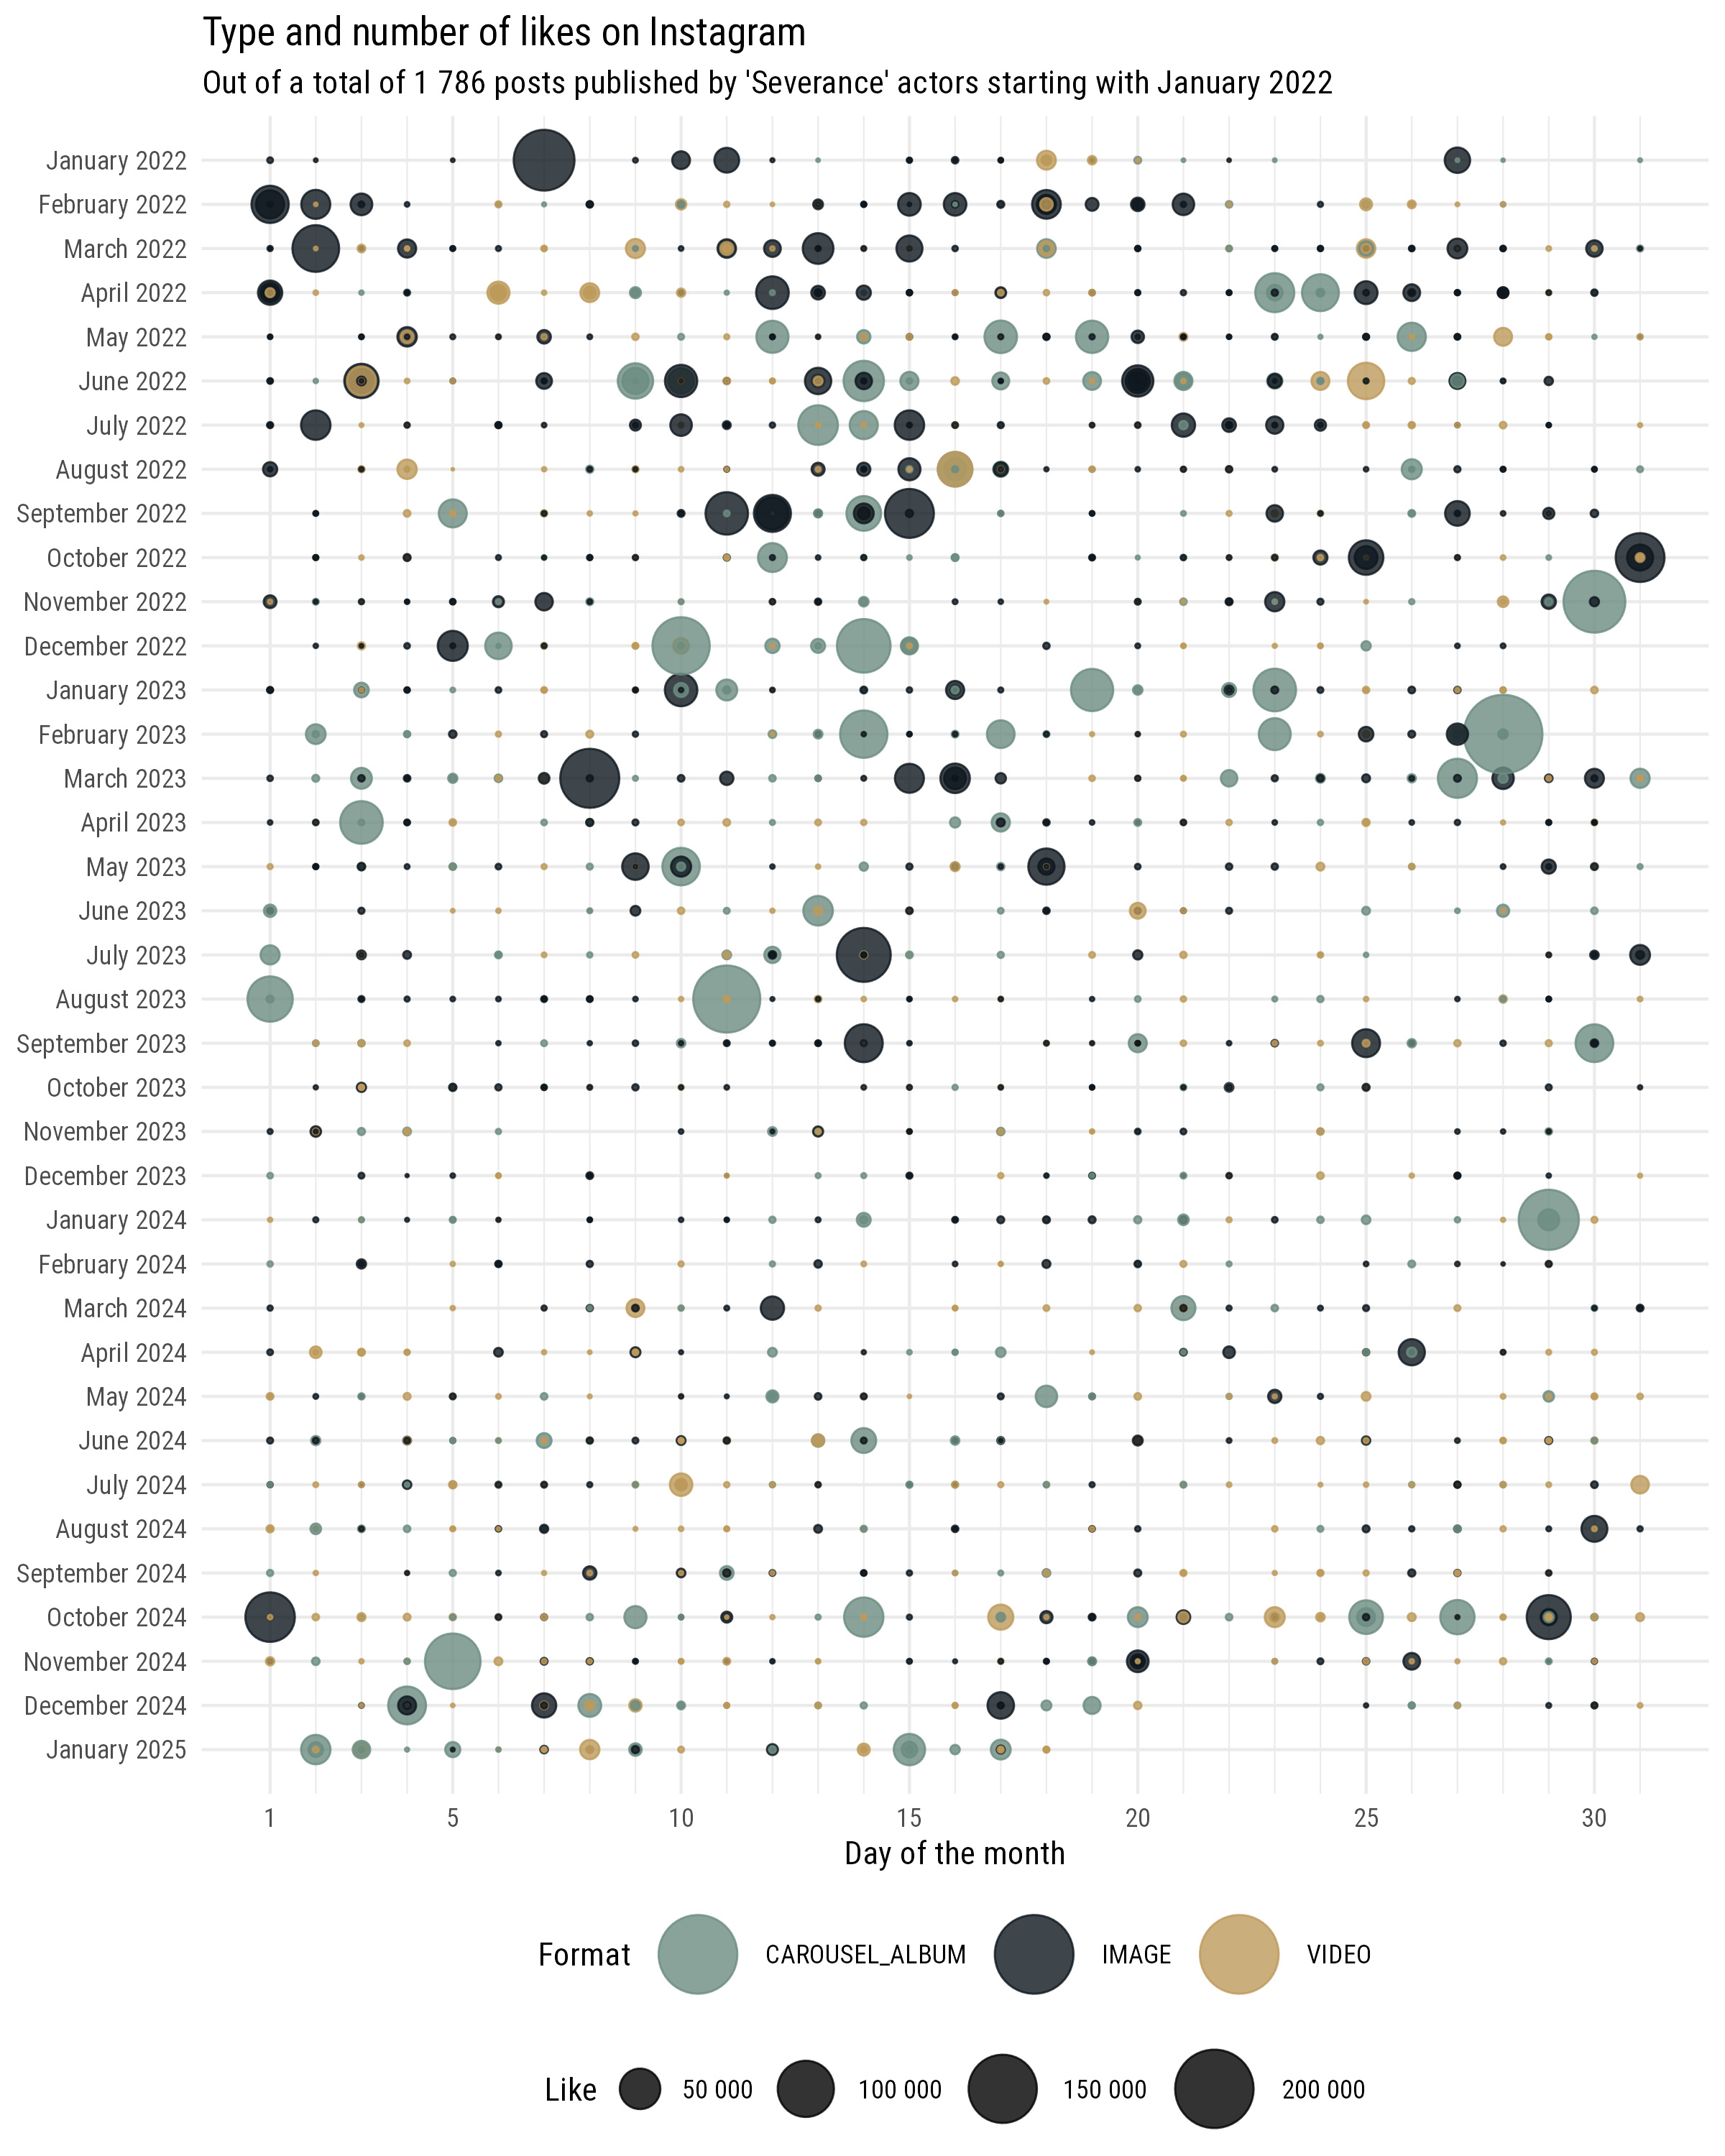 Type and number of likes on Instagram
Out of a total of 1 786 posts published by 'Severance' actors starting with January 2022
January 2022
February 2022
March 2022
April 2022
May 2022
June 2022
July 2022
August 2022
September 2022
October 2022
November 2022
December 2022
January 2023
February 2023
March 2023
April 2023
May 2023
June 2023
July 2023
August 2023
September 2023
October 2023
November 2023
December 2023
January 2024
February 2024
March 2024
April 2024
May 2024
June 2024
July 2024
August 2024
September 2024
October 2024
November 2024
December 2024
January 2025
1 5 10 15 20 25 30
Day of the month
Format CAROUSEL_ALBUM IMAGE VIDEO
Like 50 000 100 000 150 000 200 000